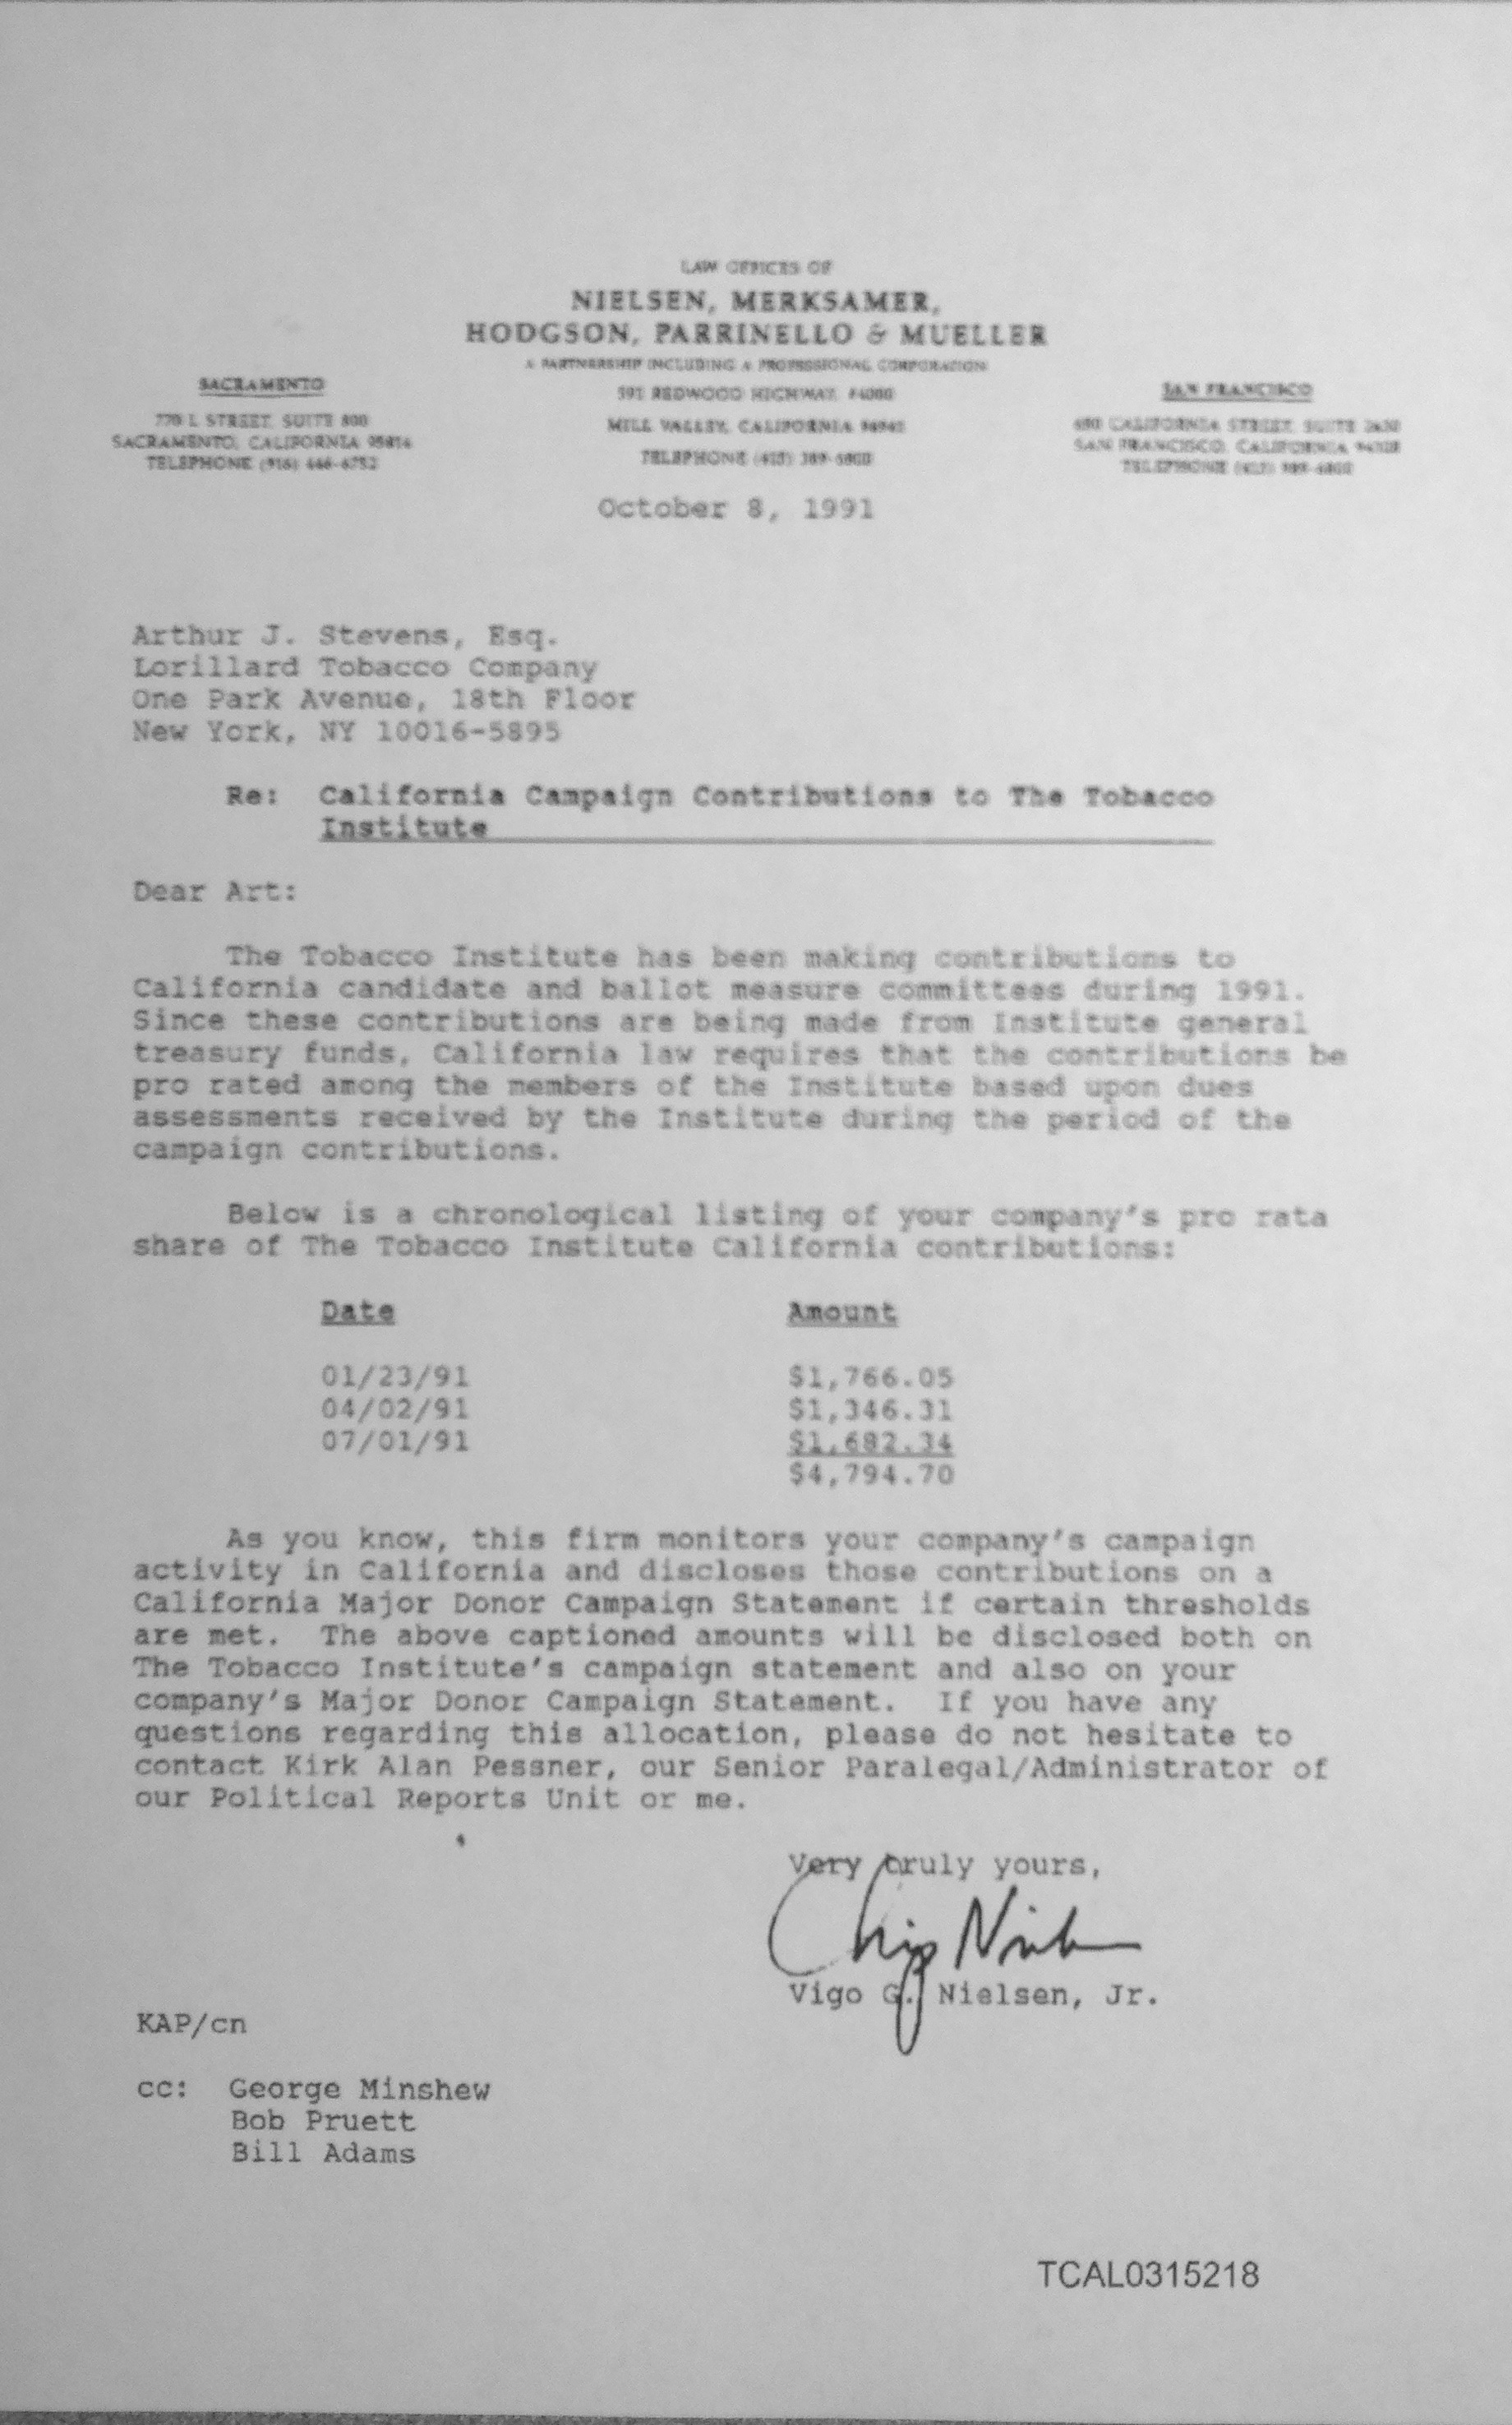 LAW OFFICES OF
NIELSEN, MERKSAMER,
HODGSON, PARRINELLO & MUELLER
A PARTNERSHIP INCLUDING A PROFESSIONAL CORPORATION
SACRAMENTO
770 L STREET, SUITE 800
SACRAMENTO, CALIFORNIA 95814
TELEPHONE (916) 446-6752
591 REDWOOD HIGHWAY, #4000
MILL VALLEY, CALIFORNIA 94941
TELEPHONE (415) 389-6800
SAN FRANCISCO
CALIFORNIA STREET, SUITE
SAN FRANCISCO, CALIFORNIA
TELEPHONE (415) 389-6800
October 8, 1991
Arthur J. Stevens, Esq.
Lorillard Tobacco Company
One Park Avenue, 18th Floor
New York, NY 10016-5895
Re: California Campaign Contributions to The Tobacco
Institute
Dear Art:
The Tobacco Institute has been making contributions to
California candidate and ballot measure committees during 1991.
Since these contributions are being made from Institute general
treasury funds, California law requires that the contributions be
pro rated among the members of the Institute based upon dues
assessments received by the Institute during the period of the
campaign contributions.
Below is a chronological listing of your company's pro rata
share of The Tobacco Institute California contributions:
Date Amount
01/23/91 $1,766.05
04/02/91 $1,346.31
07/01/91 $1,682.34
$4,794.70
As you know, this firm monitors your company's campaign
activity in California and discloses those contributions on a
California Major Donor Campaign Statement if certain thresholds
are met. The above captioned amounts will be disclosed both on
The Tobacco Institute's campaign statement and also on your
company's Major Donor Campaign Statement. If you have any
questions regarding this allocation, please do not hesitate to
contact Kirk Alan Pessner, our Senior Paralegal/Administrator of
our Political Reports Unit or me.
Very truly yours,
Chip Nielsen
Vigo G. Nielsen, Jr.
KAP/cn
cc: George Minshew
Bob Pruett
Bill Adams
TCAL0315218